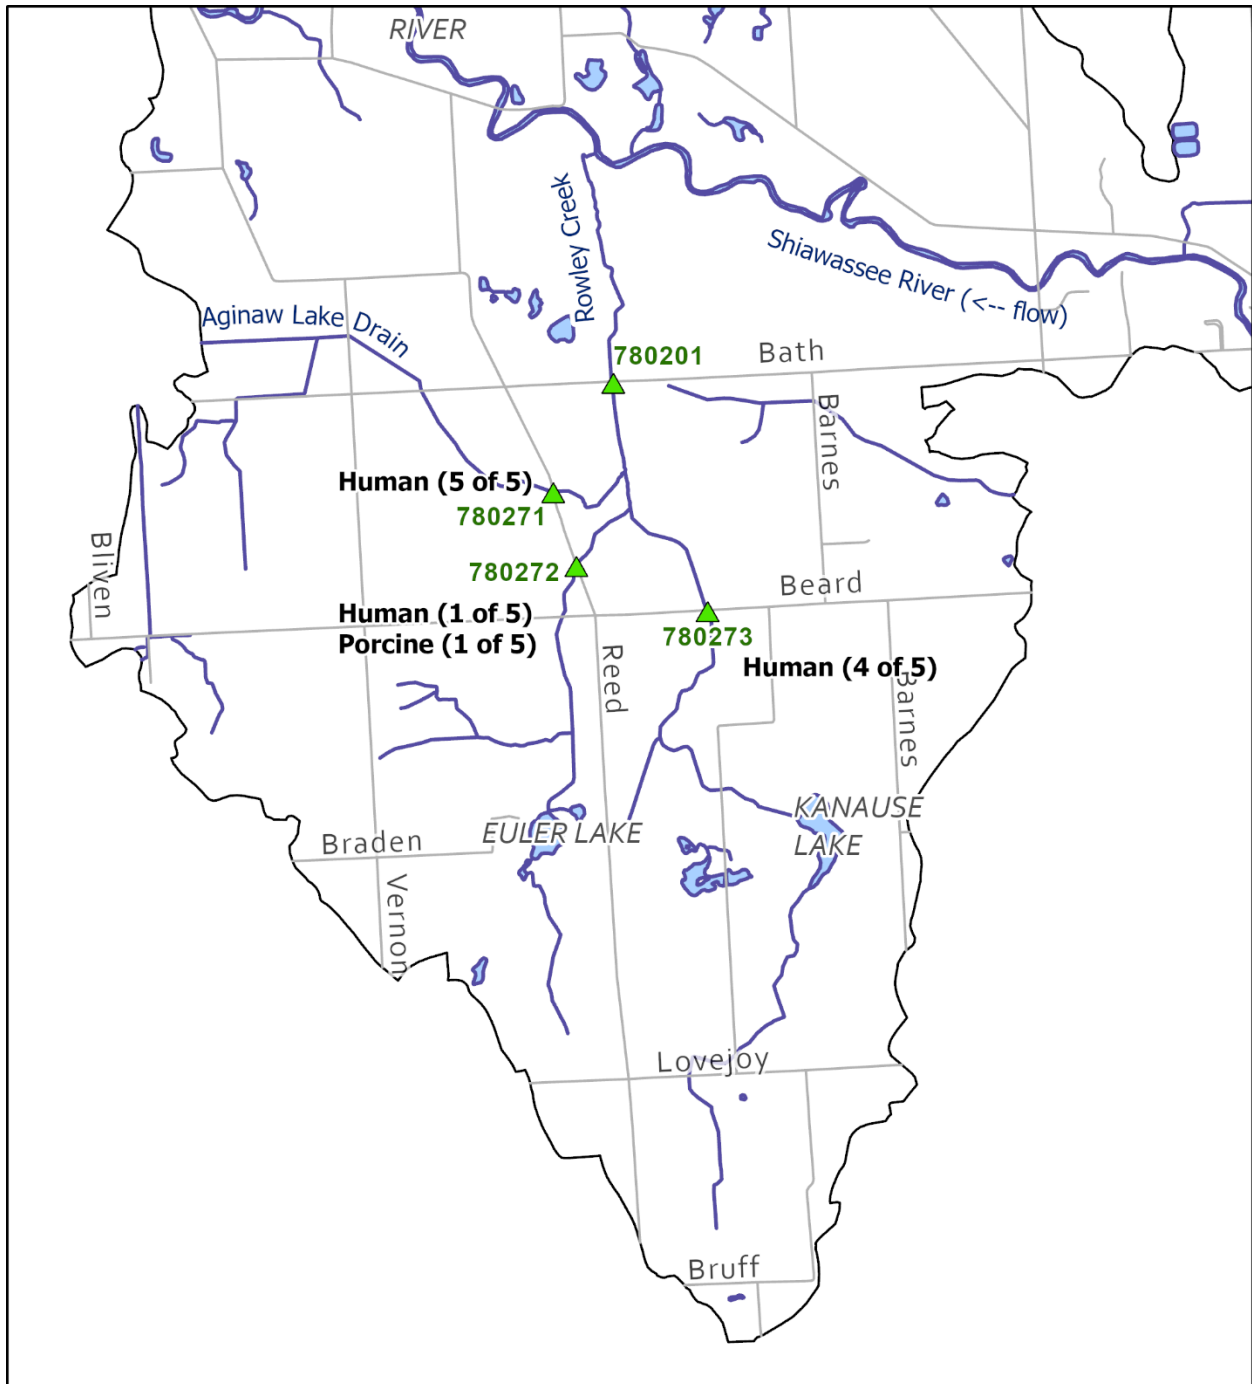 RIVER
Rowley Creek
Shiawassee River (<-- flow)
Aginaw Lake Drain
780201
Bath
Barnes
Human (5 of 5)
780271
Bliven
780272
Beard
Human (1 of 5)
Porcine (1 of 5)
780273
Human (4 of 5)
Reed
Barnes
EULER LAKE
KANAUSE
LAKE
Braden
Vernon
Lovejoy
Bruff